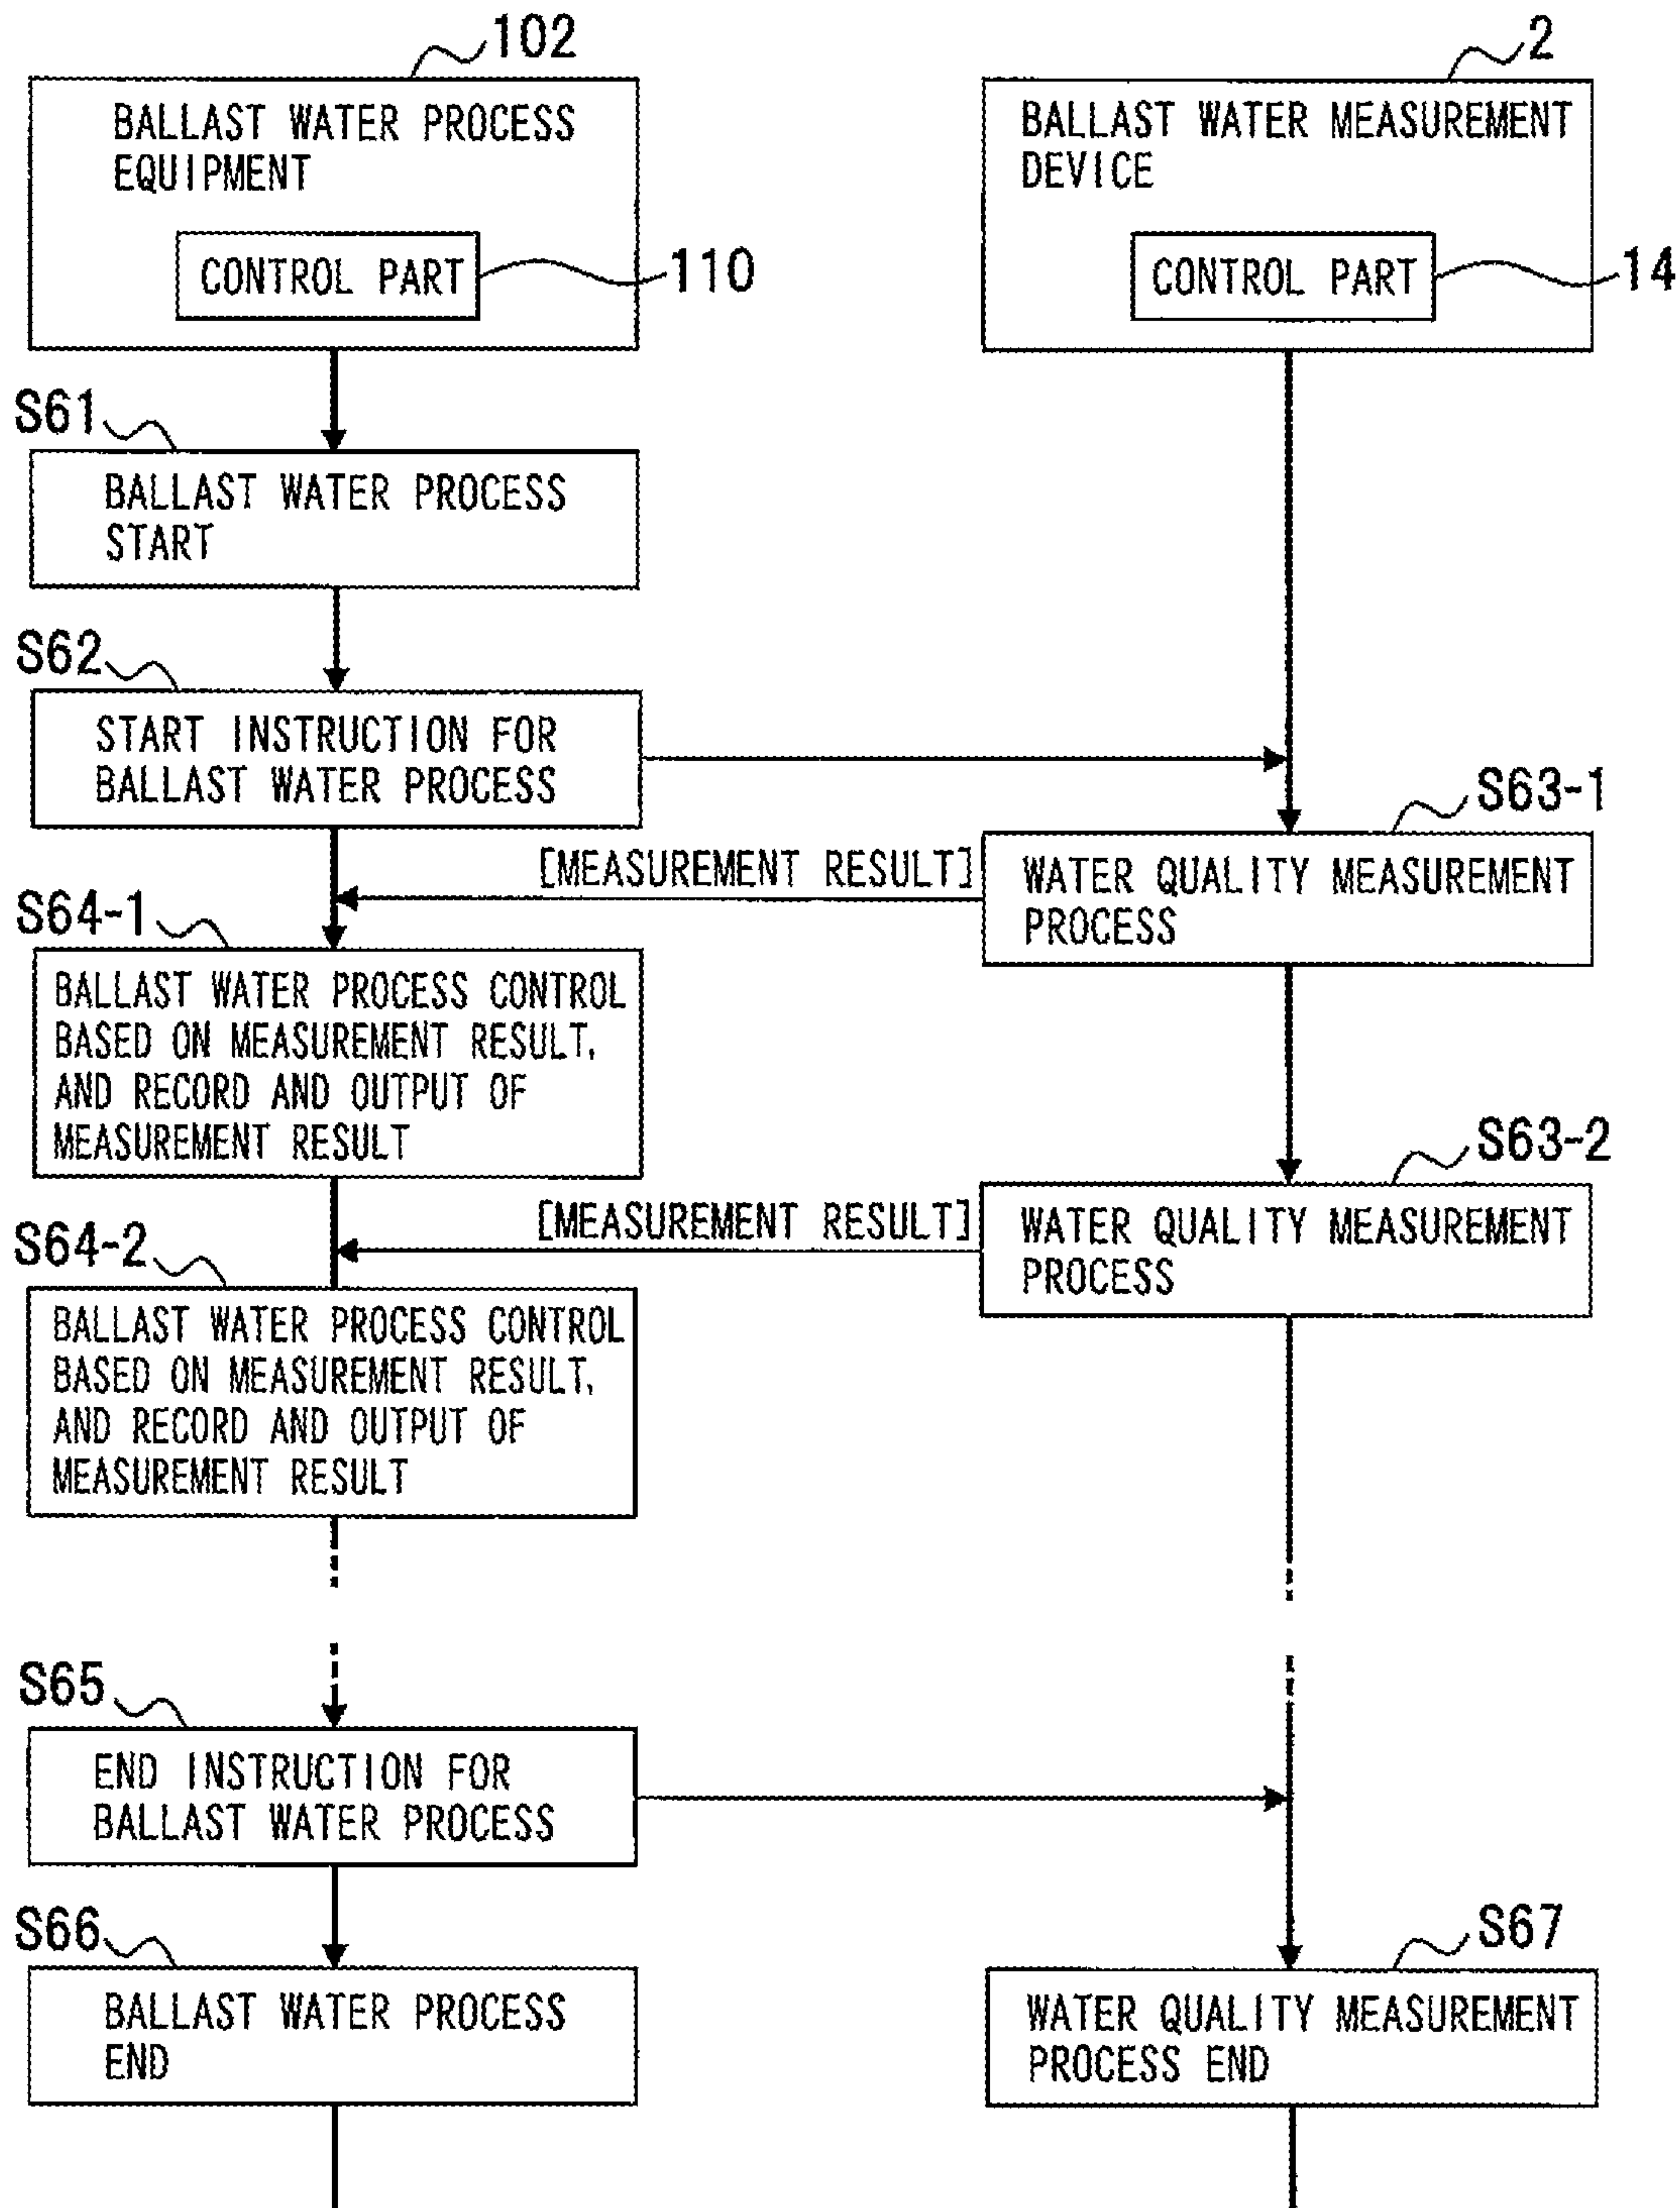 102
BALLAST WATER PROCESS
EQUIPMENT
CONTROL PART
110
2
BALLAST WATER MEASUREMENT
DEVICE
CONTROL PART
14
S61
BALLAST WATER PROCESS
START
S62
START INSTRUCTION FOR
BALLAST WATER PROCESS
S63-1
[MEASUREMENT RESULT]
WATER QUALITY MEASUREMENT
PROCESS
S64-1
BALLAST WATER PROCESS CONTROL
BASED ON MEASUREMENT RESULT,
AND RECORD AND OUTPUT OF
MEASUREMENT RESULT
S63-2
[MEASUREMENT RESULT]
WATER QUALITY MEASUREMENT
PROCESS
S64-2
BALLAST WATER PROCESS CONTROL
BASED ON MEASUREMENT RESULT,
AND RECORD AND OUTPUT OF
MEASUREMENT RESULT
S65
END INSTRUCTION FOR
BALLAST WATER PROCESS
S66
BALLAST WATER PROCESS
END
S67
WATER QUALITY MEASUREMENT
PROCESS END